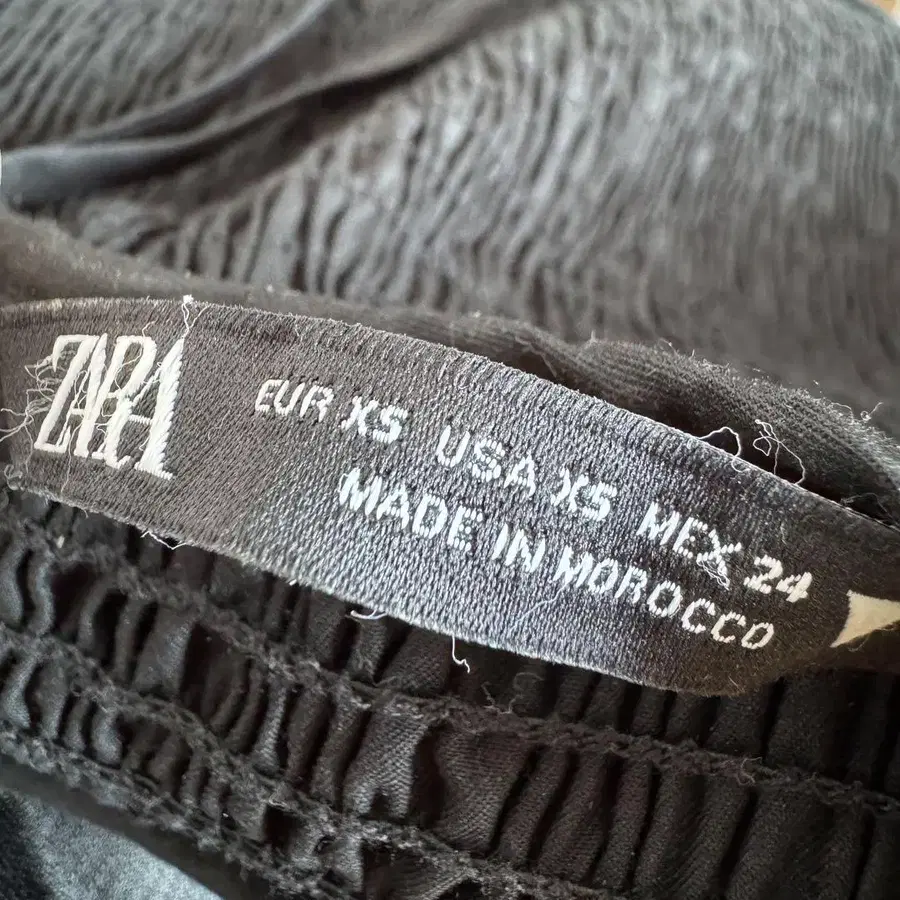 ZARA
EUR XS USA XS MEX 24
MADE IN MOROCCO